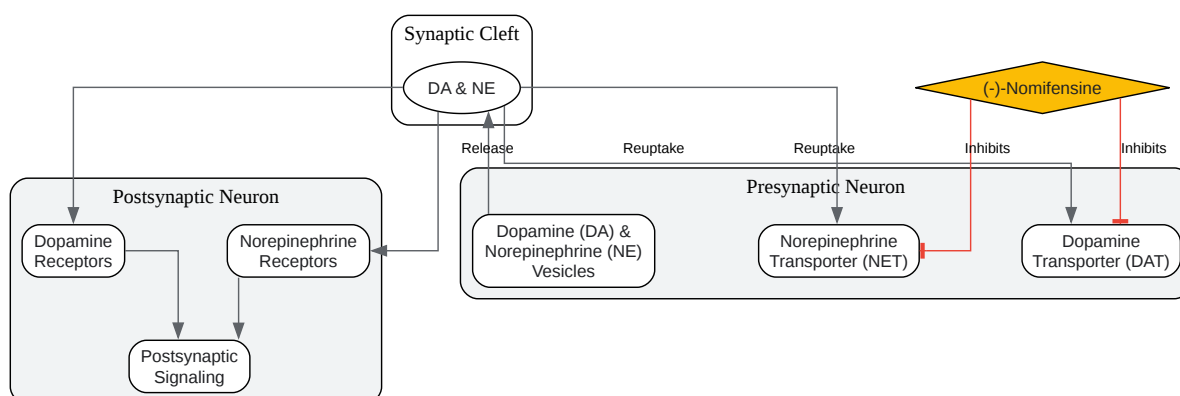 Synaptic Cleft
DA & NE
(-)-Nomifensine
Release
Reuptake
Reuptake
Inhibits
Inhibits
Postsynaptic Neuron
Presynaptic Neuron
Dopamine
Receptors
Norepinephrine
Receptors
Dopamine (DA) &
Norepinephrine (NE)
Vesicles
Norepinephrine
Transporter (NET)
Dopamine
Transporter (DAT)
Postsynaptic
Signaling